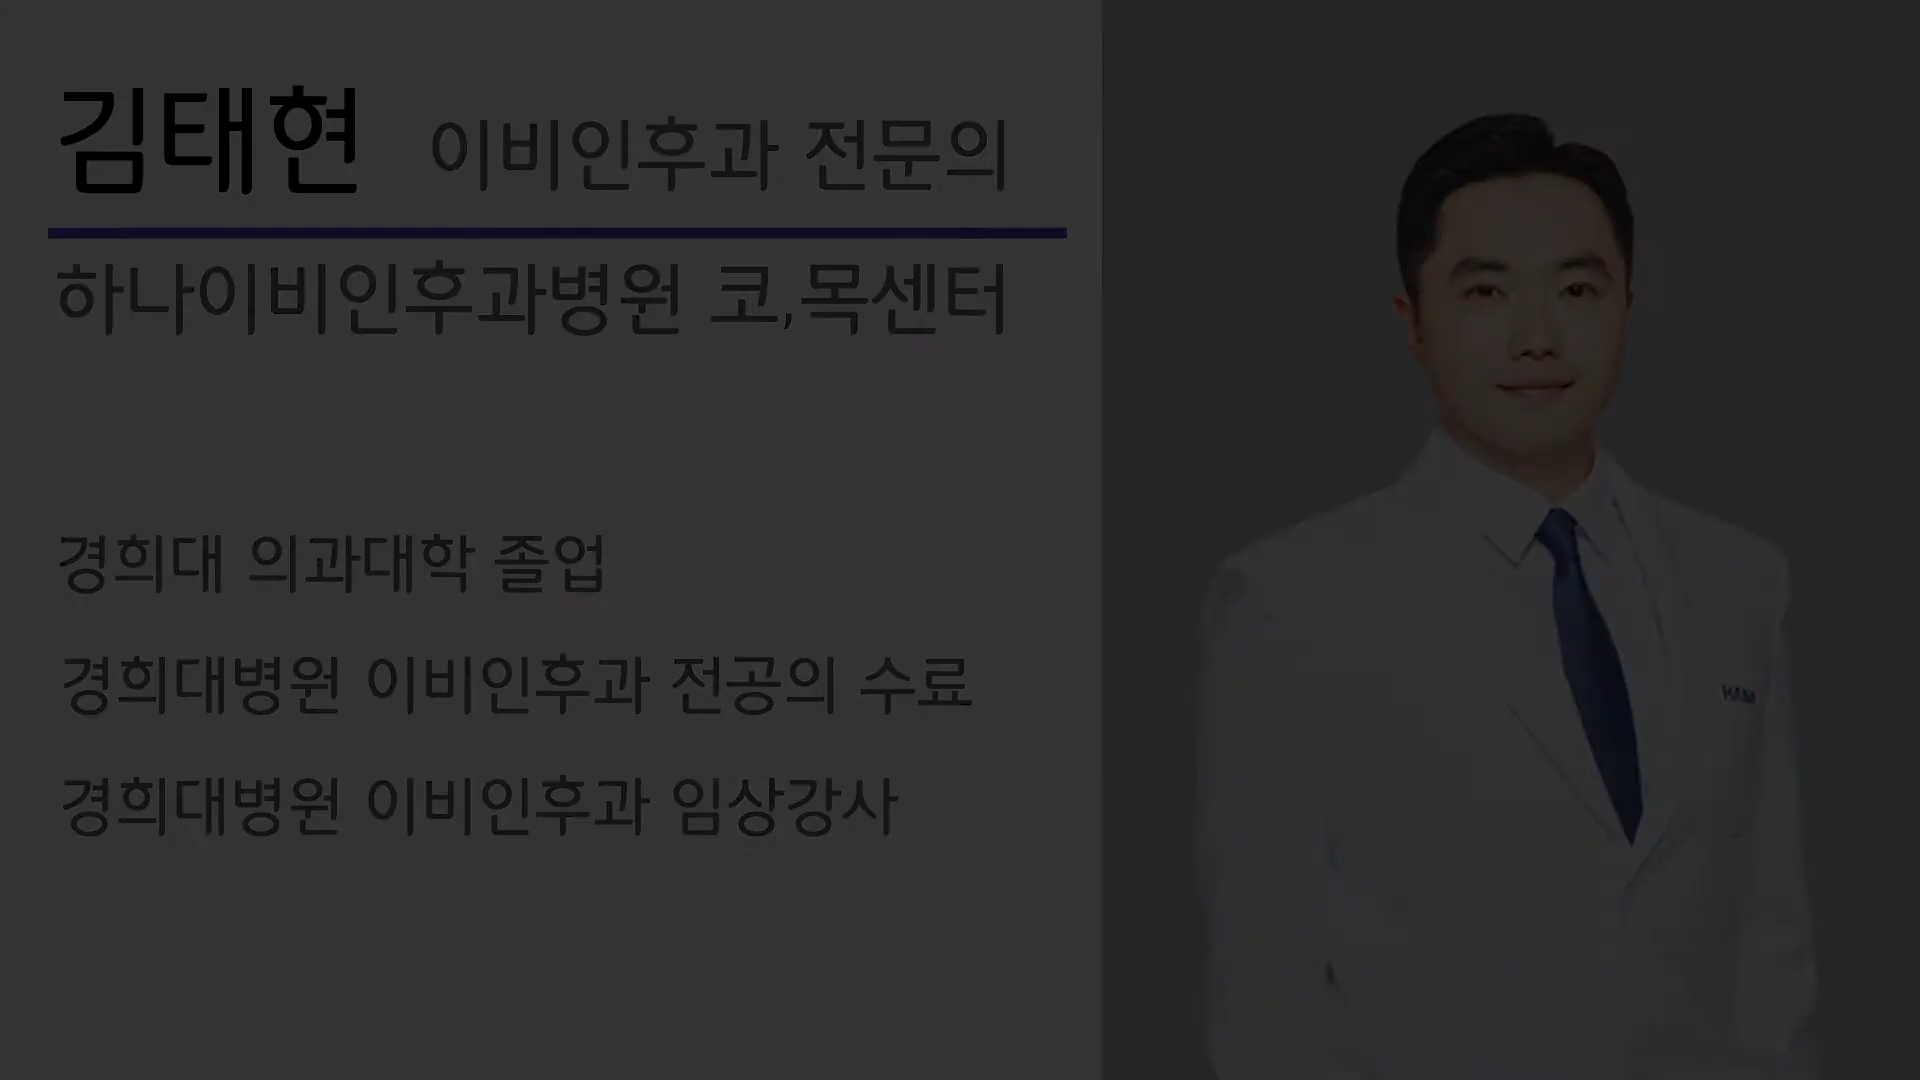 김태현 이비인후과 전문의
하나이비인후과병원 코,목센터
경희대 의과대학 졸업
경희대병원 이비인후과 전공의 수료
경희대병원 이비인후과 임상강사